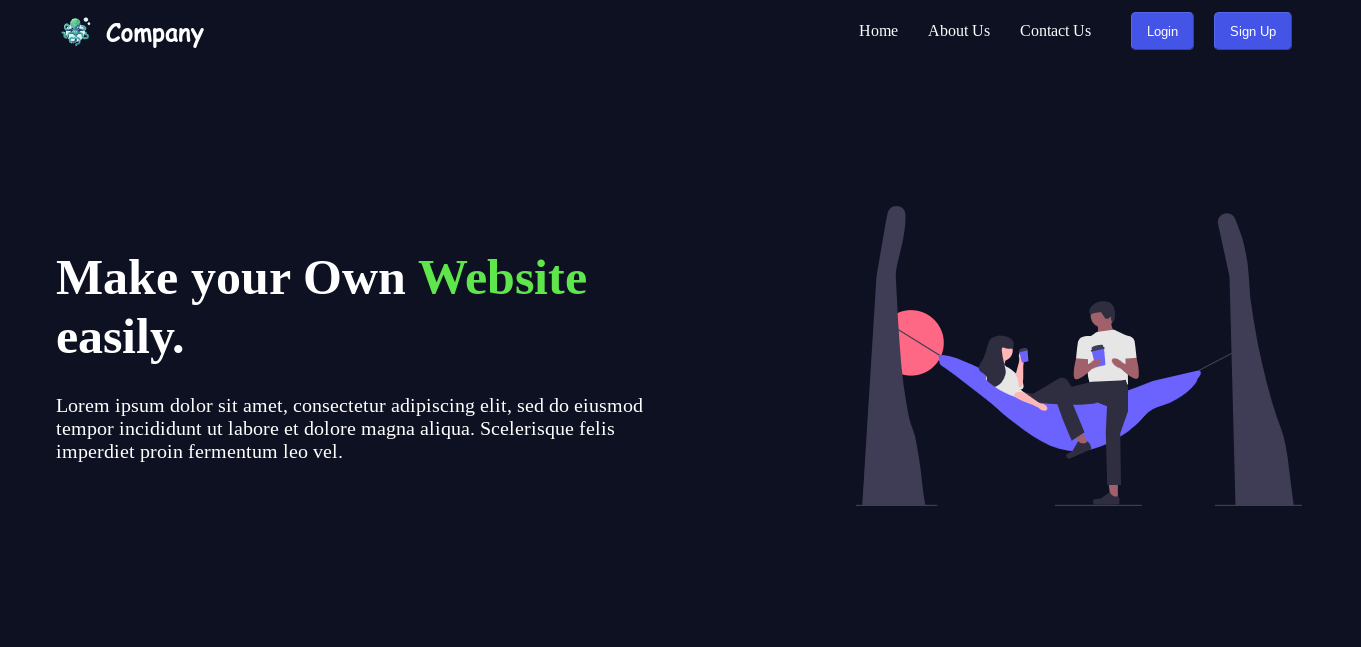 Company
Home
About Us
Contact Us
Login
Sign Up
Make your Own Website
easily.
Lorem ipsum dolor sit amet, consectetur adipiscing elit, sed do eiusmod
tempor incididunt ut labore et dolore magna aliqua. Scelerisque felis
imperdiet proin fermentum leo vel.